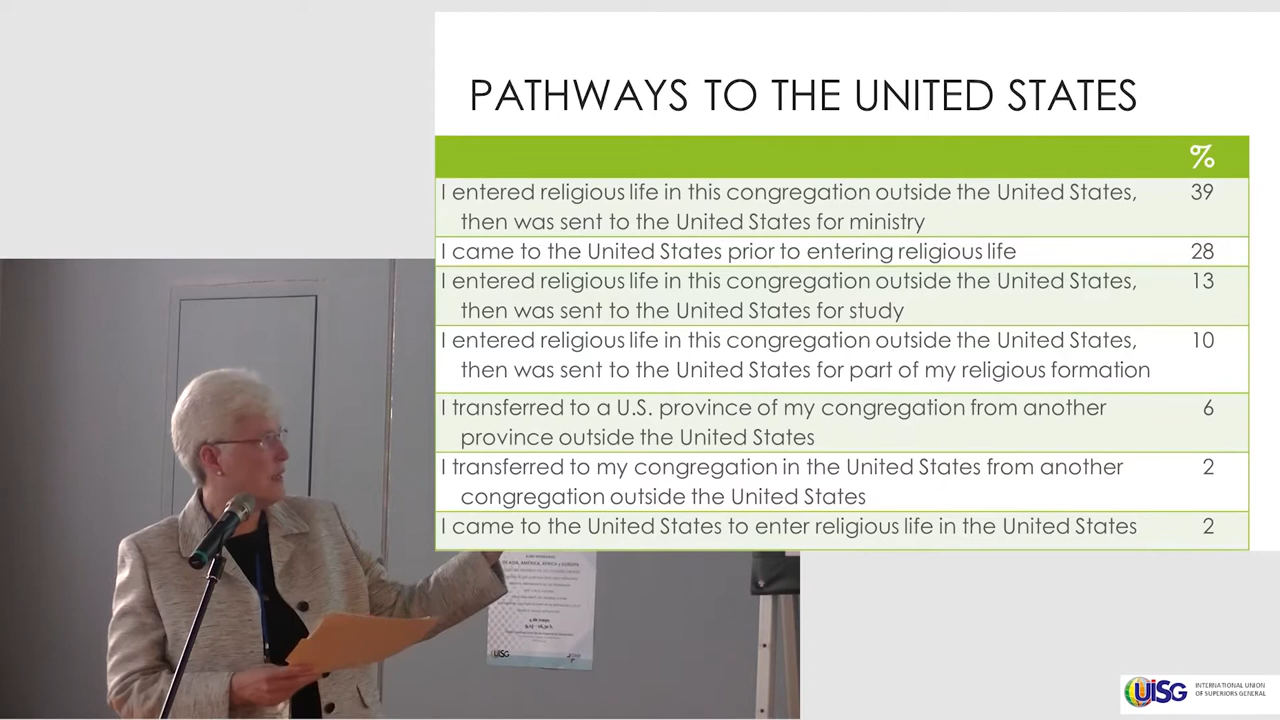 PATHWAYS TO THE UNITED STATES
%
I entered religious life in this congregation outside the United States, 39
then was sent to the United States for ministry
I came to the United States prior to entering religious life 28
I entered religious life in this congregation outside the United States, 13
then was sent to the United States for study
I entered religious life in this congregation outside the United States, 10
then was sent to the United States for part of my religious formation
I transferred to a U.S. province of my congregation from another 6
province outside the United States
I transferred to my congregation in the United States from another 2
congregation outside the United States
I came to the United States to enter religious life in the United States 2
DE ASIA, AMÉRICA, ÁFRICA y EUROPA
UISG
UISG
INTERNATIONAL UNION
OF SUPERIORS GENERAL